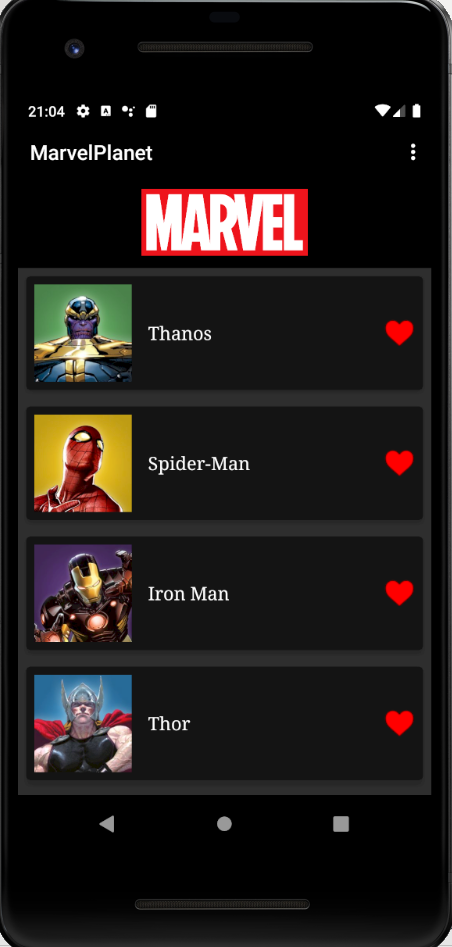 21:04
MarvelPlanet
MARVEL
Thanos
Spider-Man
Iron Man
Thor